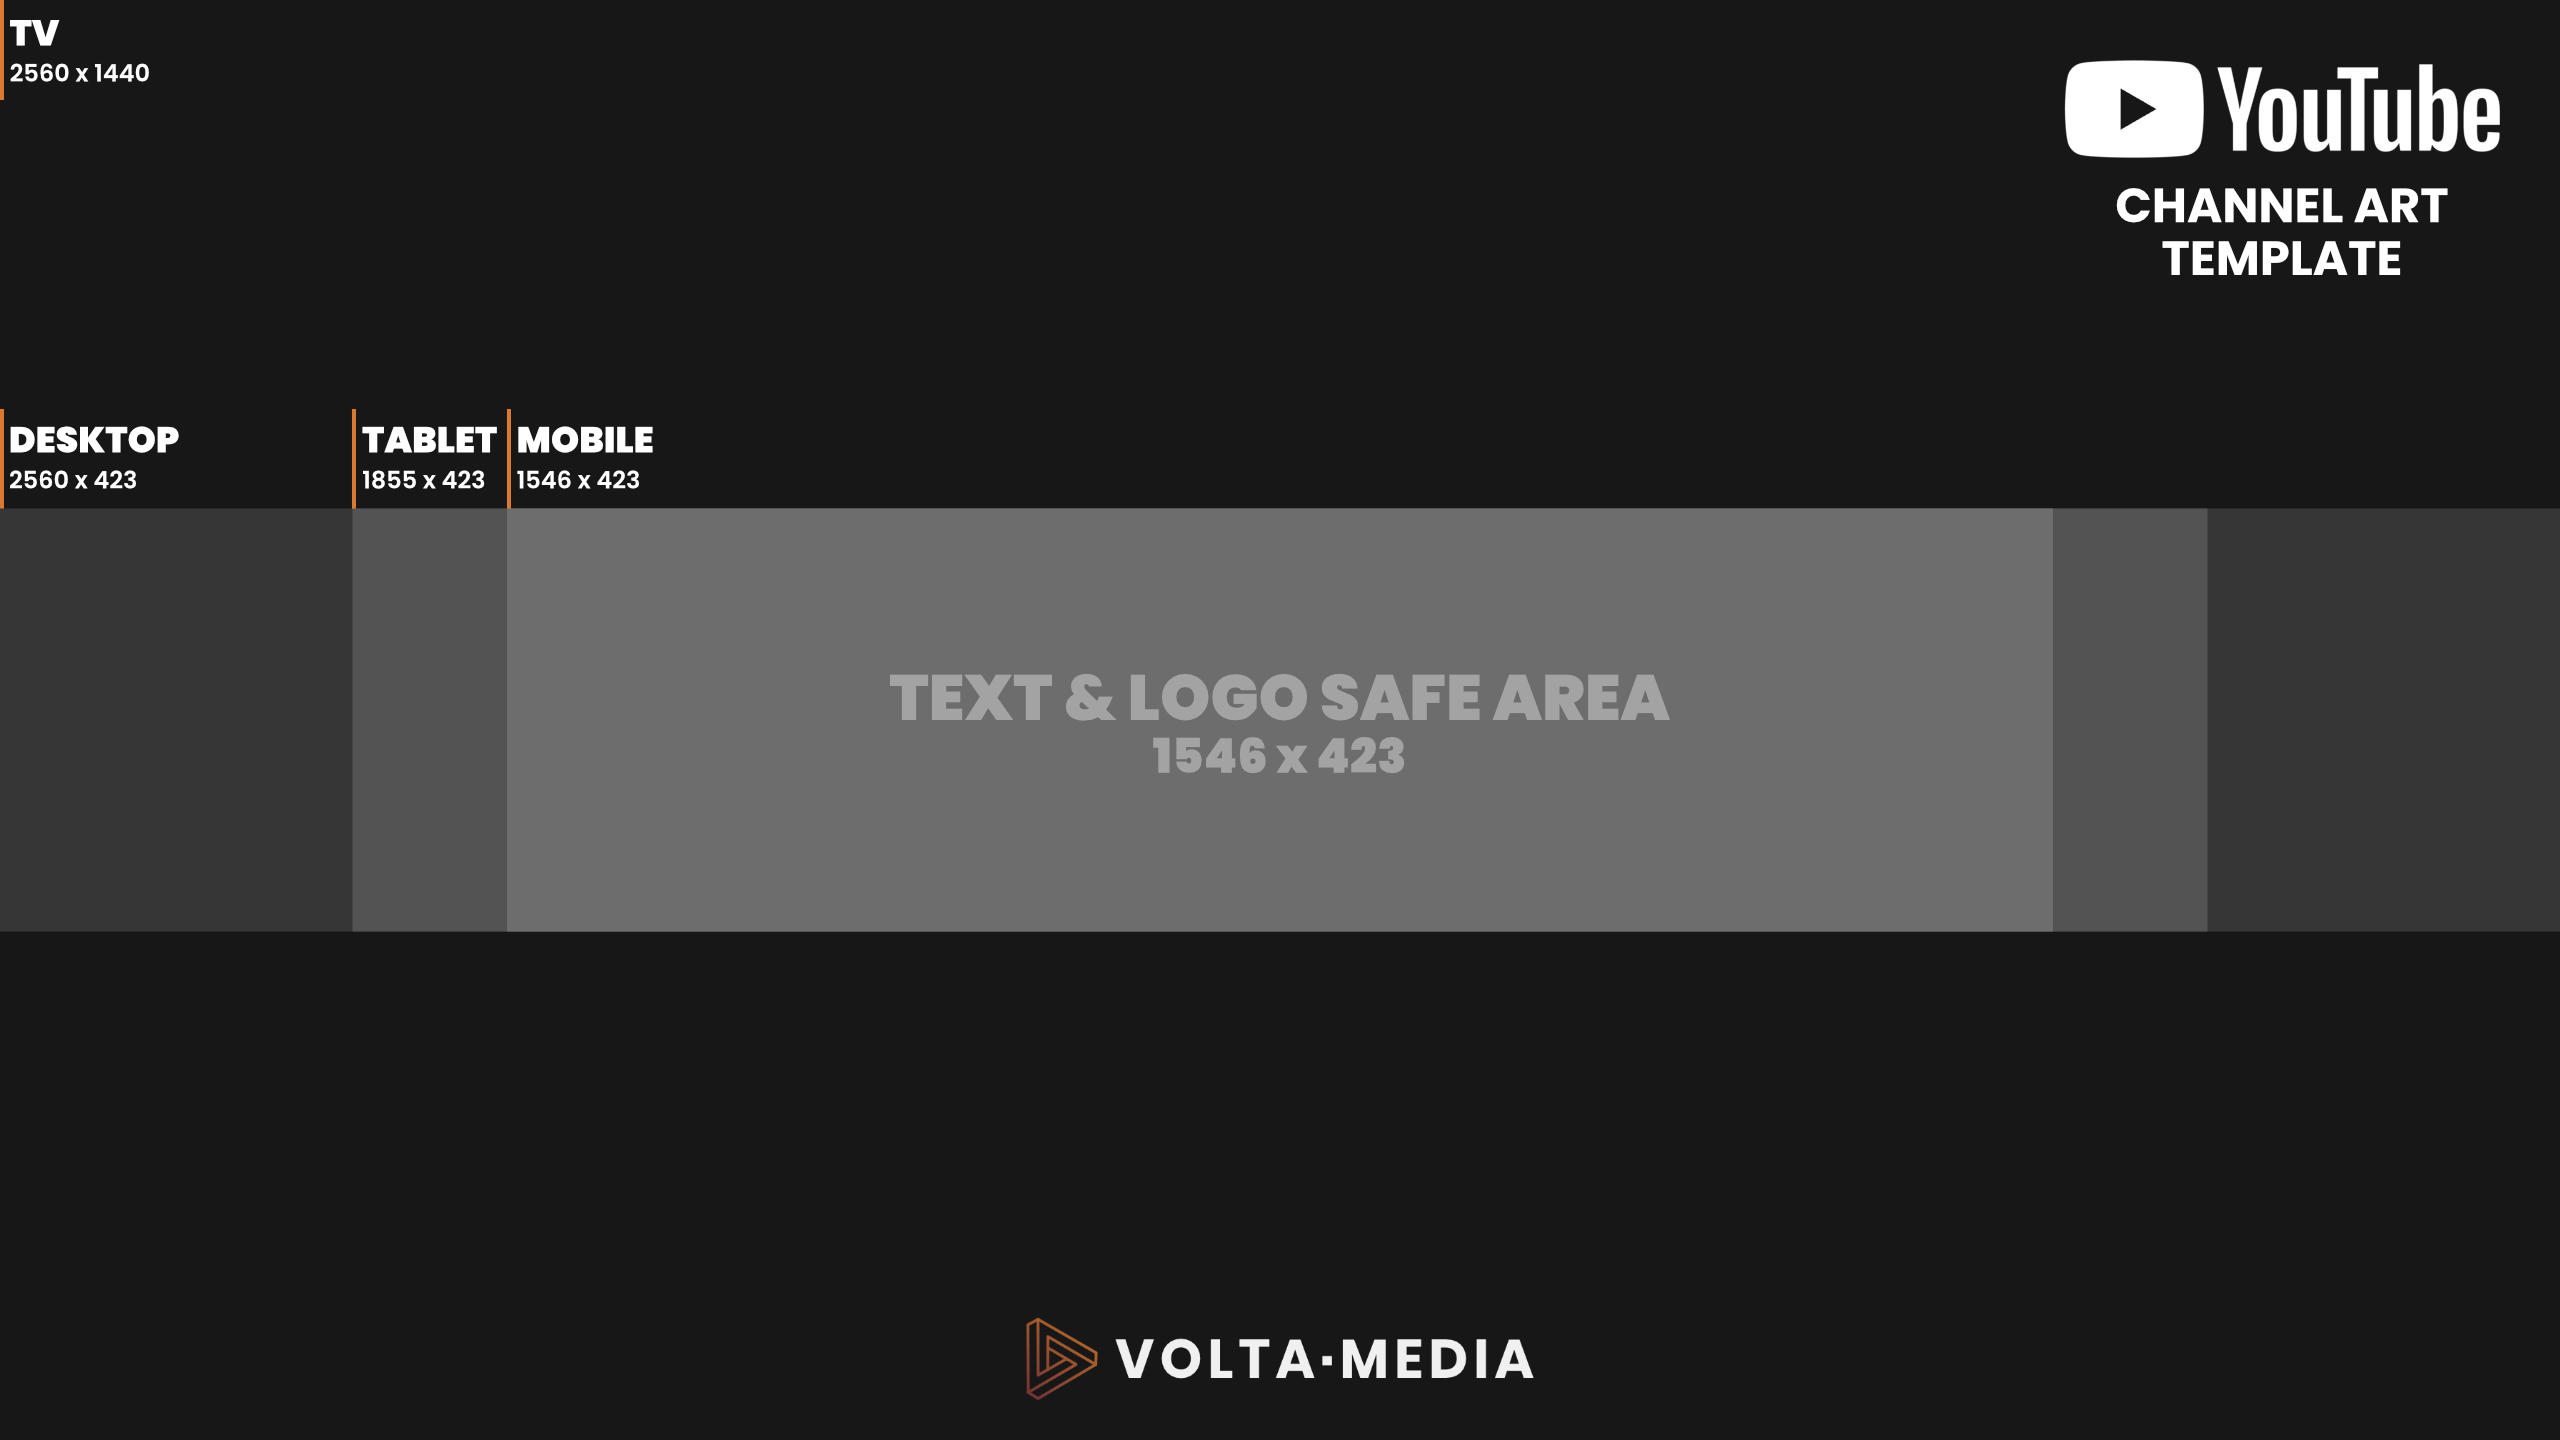 TV
2560 x 1440
YouTube
CHANNEL ART
TEMPLATE
DESKTOP
2560 x 423
TABLET
1855 x 423
MOBILE
1546 x 423
TEXT & LOGO SAFE AREA
1546 x 423
VOLTA·MEDIA